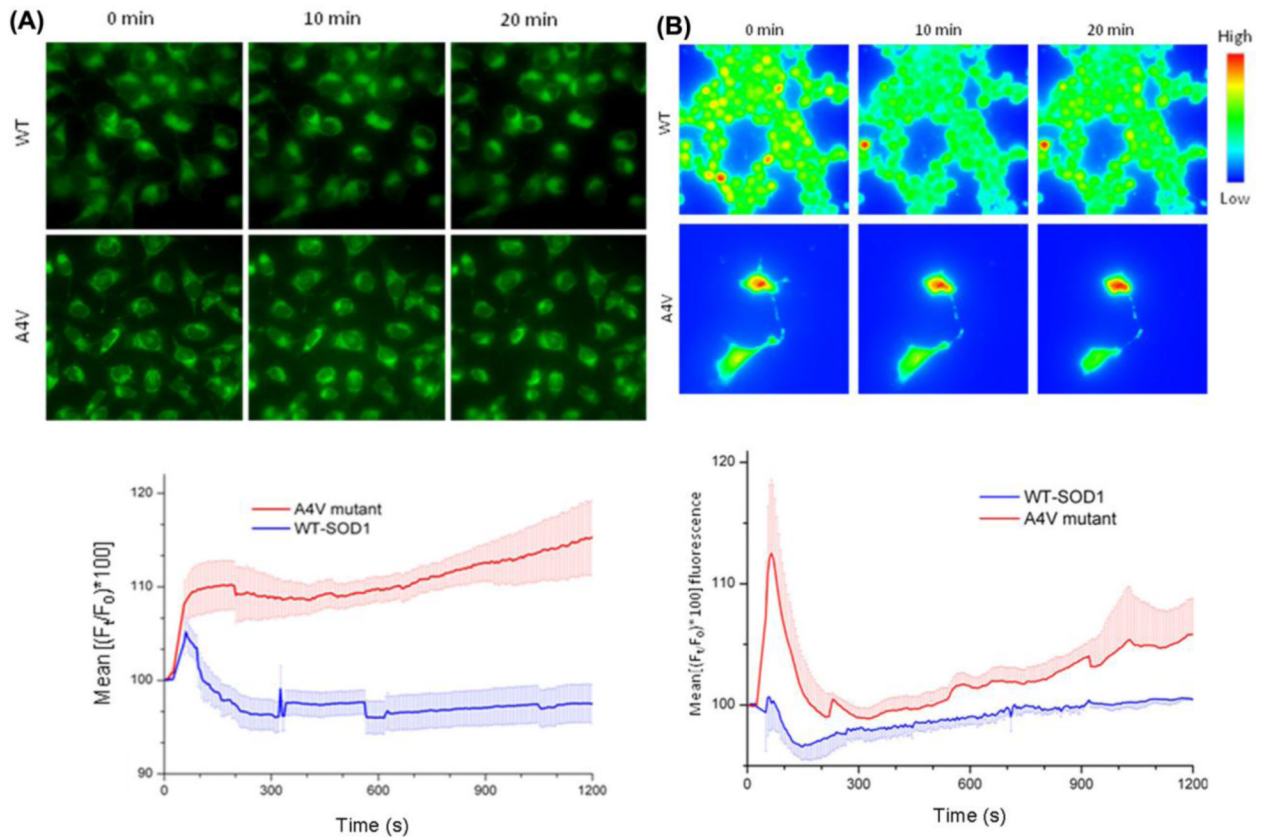 (A)
0 min
10 min
20 min
WT
A4V
(B)
0 min
10 min
20 min
WT
A4V
High
Low
Mean [(Ft/F0)*100]
120
110
100
90
A4V mutant
WT-SOD1
0
300
600
900
1200
Time (s)
Mean[(Ft/F0)*100] fluorescence
120
110
100
WT-SOD1
A4V mutant
0
300
600
900
1200
Time (s)